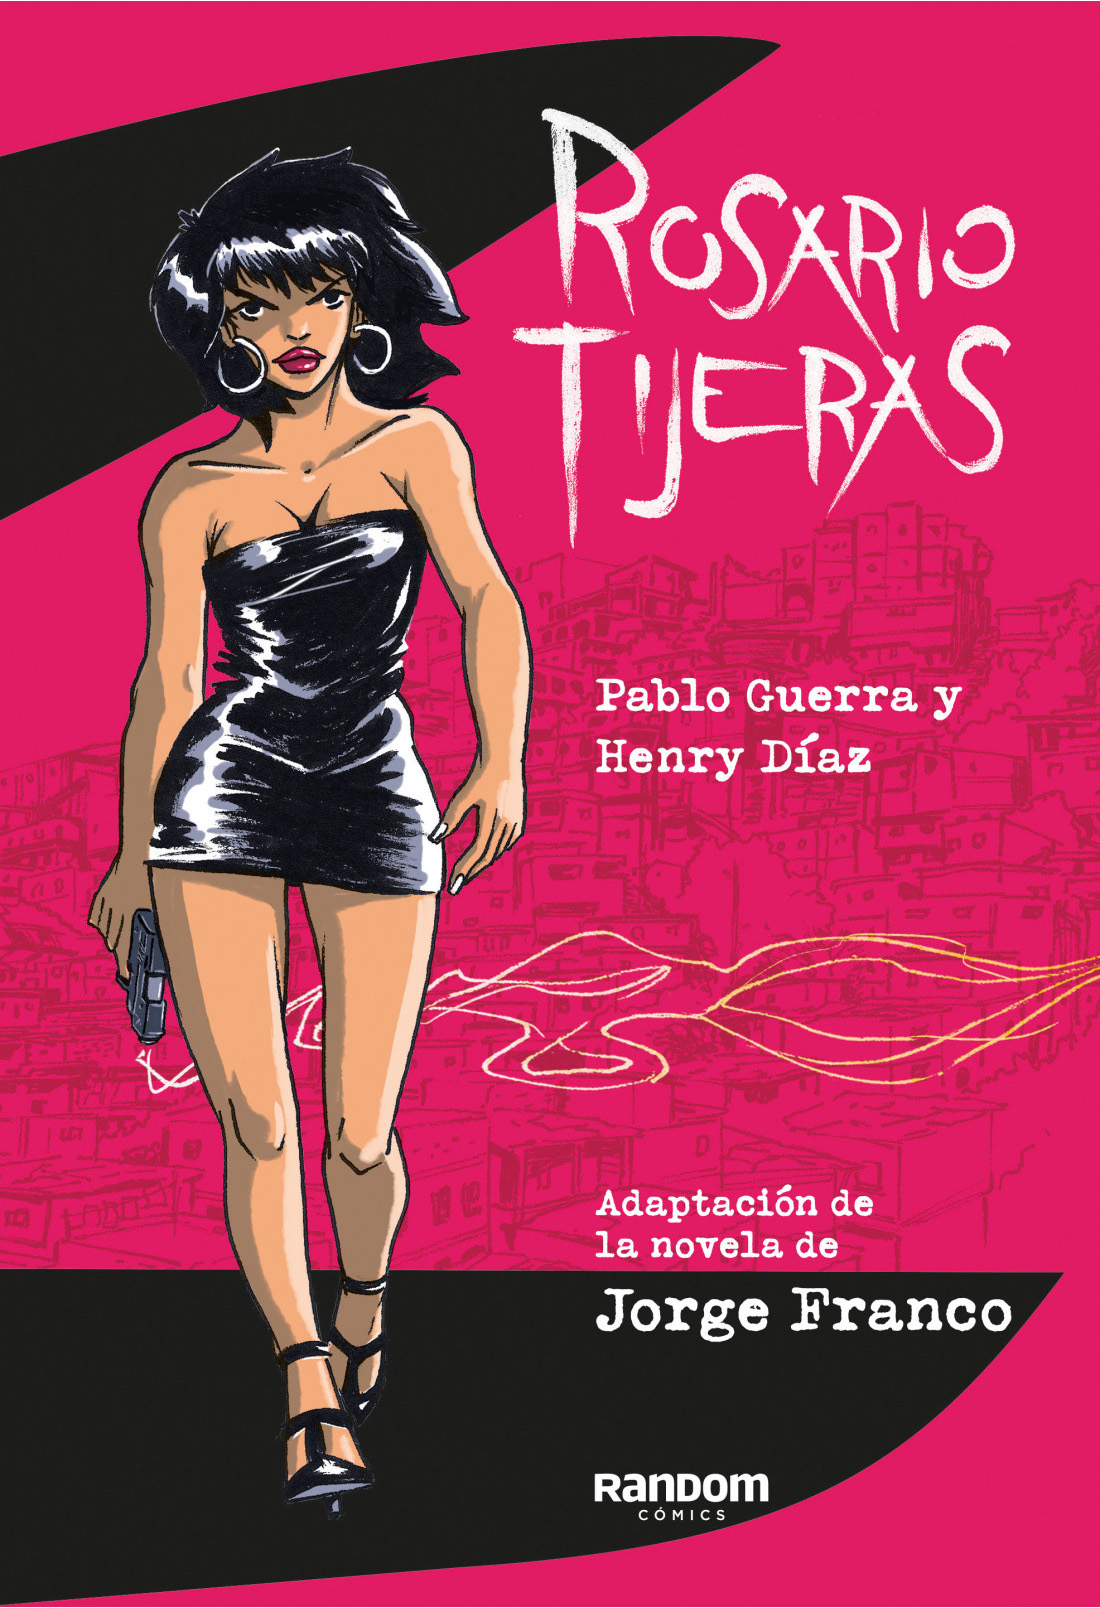 ROSARIO
TIJERAS
Pablo Guerra y
Henry Díaz
Adaptación de
la novela de
Jorge Franco
RANDOM
CÓMICS